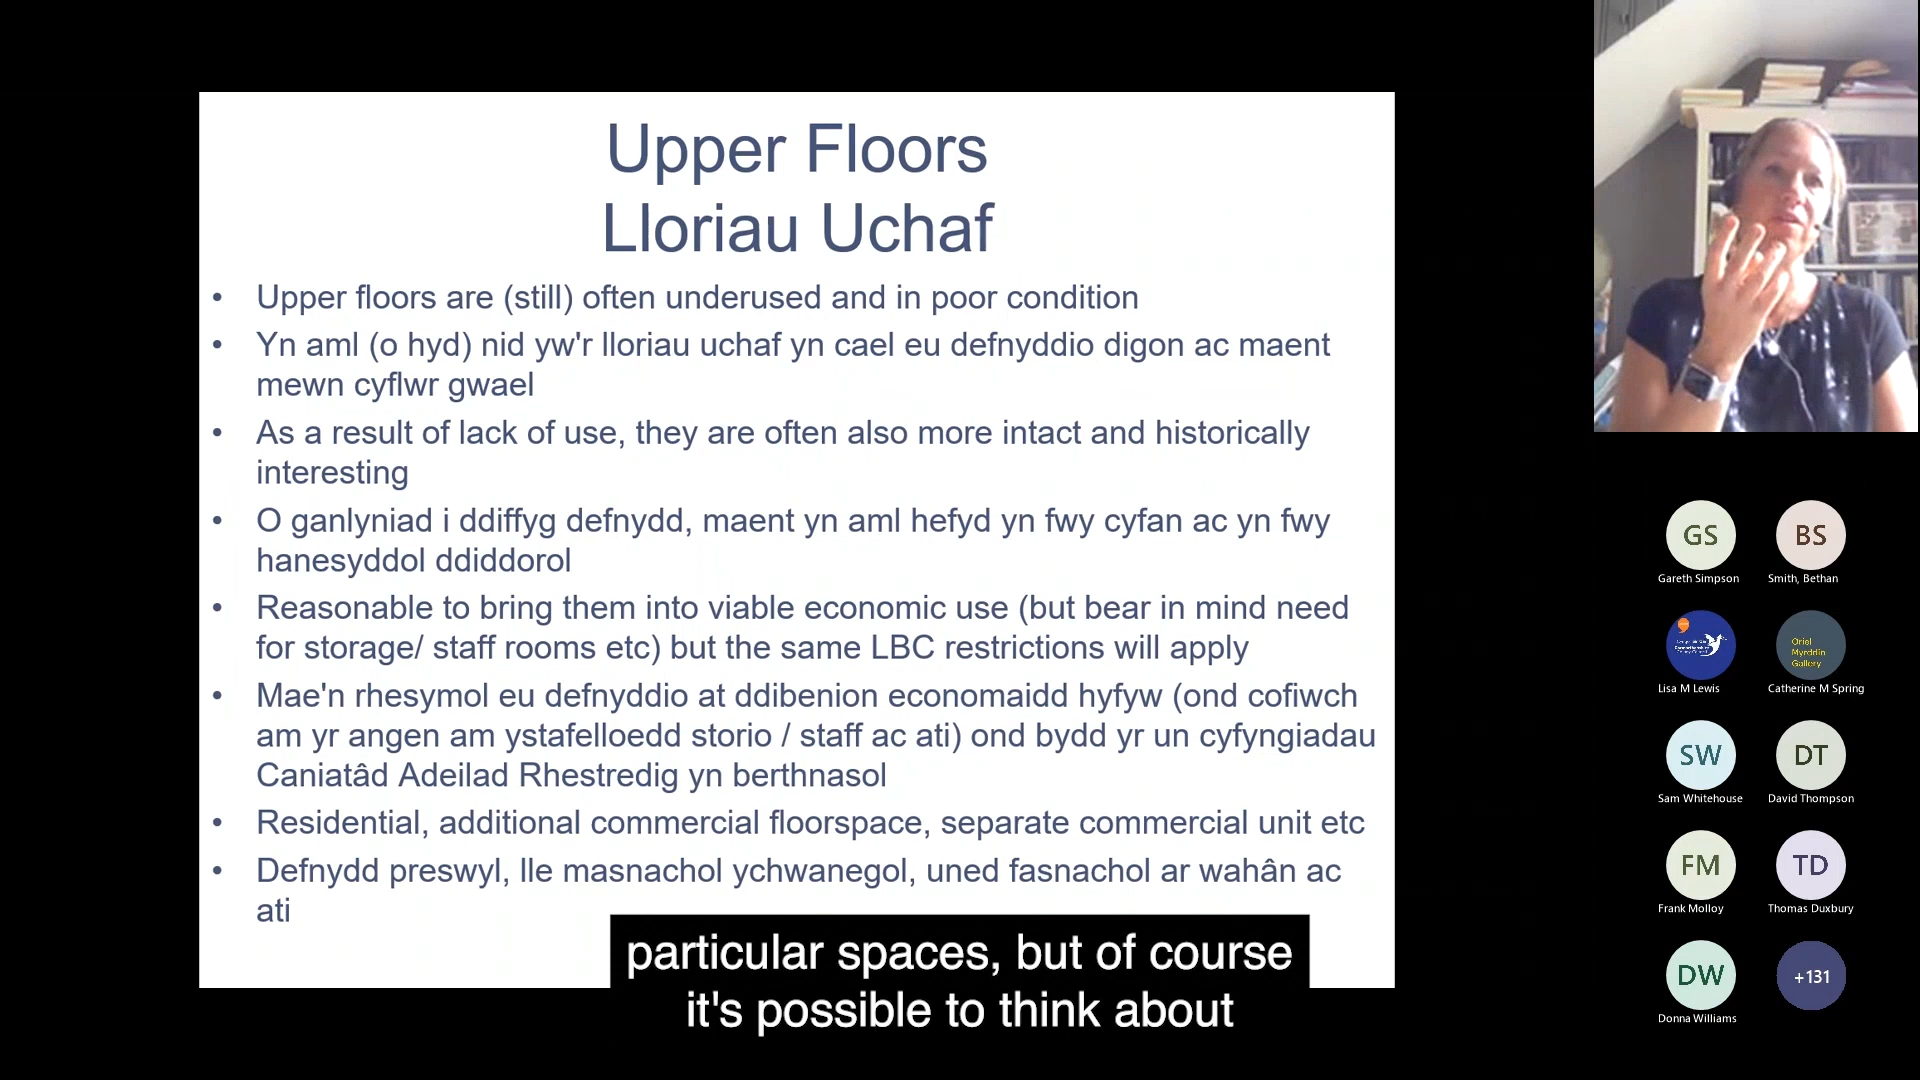 Upper Floors
Lloriau Uchaf
• Upper floors are (still) often underused and in poor condition
• Yn aml (o hyd) nid yw'r lloriau uchaf yn cael eu defnyddio digon ac maent
mewn cyflwr gwael
• As a result of lack of use, they are often also more intact and historically
interesting
• O ganlyniad i ddiffyg defnydd, maent yn aml hefyd yn fwy cyfan ac yn fwy
hanesyddol ddiddorol
• Reasonable to bring them into viable economic use (but bear in mind need
for storage/ staff rooms etc) but the same LBC restrictions will apply
• Mae'n rhesymol eu defnyddio at ddibenion economaidd hyfyw (ond cofiwch
am yr angen am ystafelloedd storio / staff ac ati) ond bydd yr un cyfyngiadau
Caniatâd Adeilad Rhestredig yn berthnasol
• Residential, additional commercial floorspace, separate commercial unit etc
• Defnydd preswyl, lle masnachol ychwanegol, uned fasnachol ar wahân ac
ati
particular spaces, but of course
it's possible to think about
GS BS
Gareth Simpson Smith, Bethan
Oriel
Myrddin
Gallery
Lisa M Lewis Catherine M Spring
SW DT
Sam Whitehouse David Thompson
FM TD
Frank Molloy Thomas Duxbury
DW +131
Donna Williams